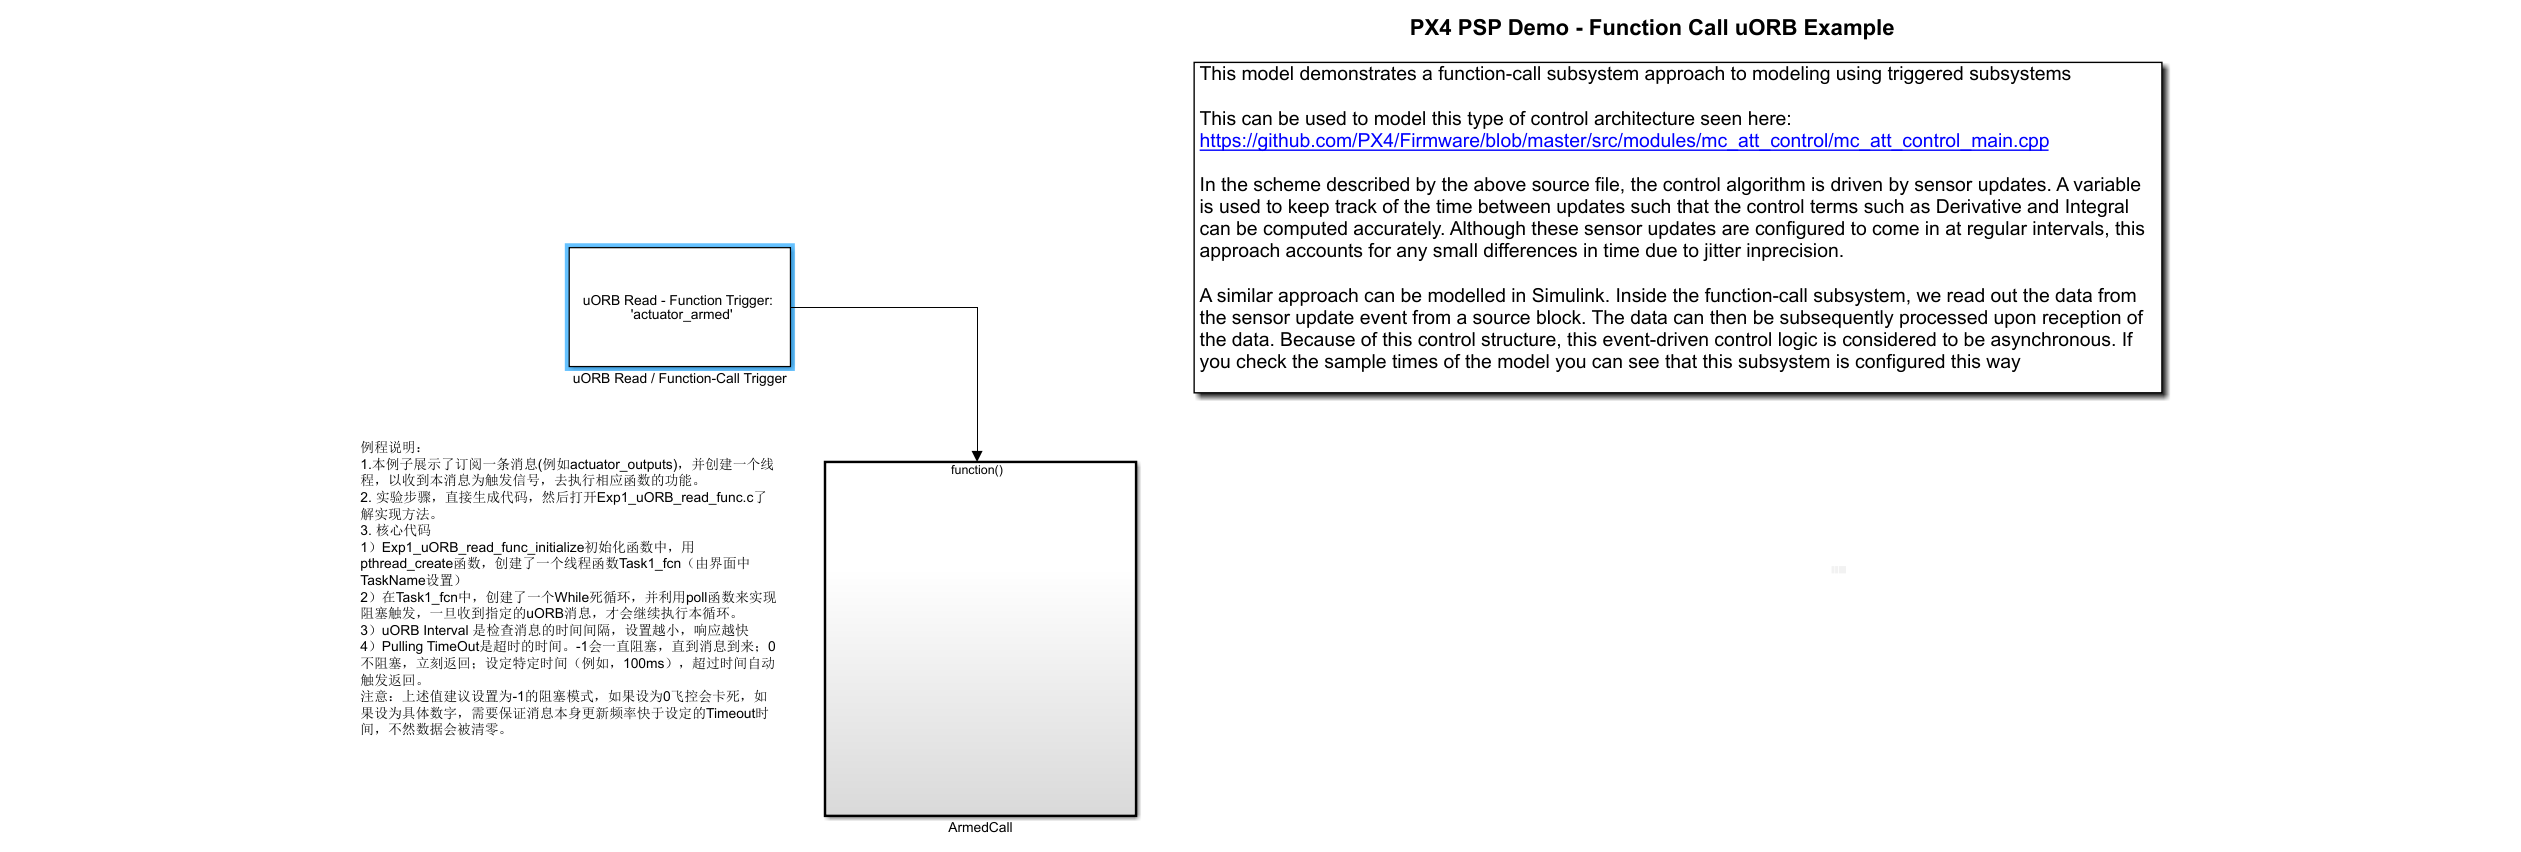 PX4 PSP Demo - Function Call uORB Example
This model demonstrates a function-call subsystem approach to modeling using triggered subsystems
This can be used to model this type of control architecture seen here:
https://github.com/PX4/Firmware/blob/master/src/modules/mc_att_control/mc_att_control_main.cpp
In the scheme described by the above source file, the control algorithm is driven by sensor updates. A variable
is used to keep track of the time between updates such that the control terms such as Derivative and Integral
can be computed accurately. Although these sensor updates are configured to come in at regular intervals, this
approach accounts for any small differences in time due to jitter inprecision.
A similar approach can be modelled in Simulink. Inside the function-call subsystem, we read out the data from
the sensor update event from a source block. The data can then be subsequently processed upon reception of
the data. Because of this control structure, this event-driven control logic is considered to be asynchronous. If
you check the sample times of the model you can see that this subsystem is configured this way
uORB Read - Function Trigger:
'actuator_armed'
uORB Read / Function-Call Trigger
例程说明：
1.本例子展示了订阅一条消息(例如actuator_outputs)，并创建一个线
程，以收到本消息为触发信号，去执行相应函数的功能。
2. 实验步骤，直接生成代码，然后打开Exp1_uORB_read_func.c了
解实现方法。
3. 核心代码
1）Exp1_uORB_read_func_initialize初始化函数中，用
pthread_create函数，创建了一个线程函数Task1_fcn（由界面中
TaskName设置）
2）在Task1_fcn中，创建了一个While死循环，并利用poll函数来实现
阻塞触发，一旦收到指定的uORB消息，才会继续执行本循环。
3）uORB Interval 是检查消息的时间间隔，设置越小，响应越快
4）Pulling TimeOut是超时的时间。-1会一直阻塞，直到消息到来；0
不阻塞，立刻返回；设定特定时间（例如，100ms），超过时间自动
触发返回。
注意：上述值建议设置为-1的阻塞模式，如果设为0飞控会卡死，如
果设为具体数字，需要保证消息本身更新频率快于设定的Timeout时
间，不然数据会被清零。
function()
ArmedCall